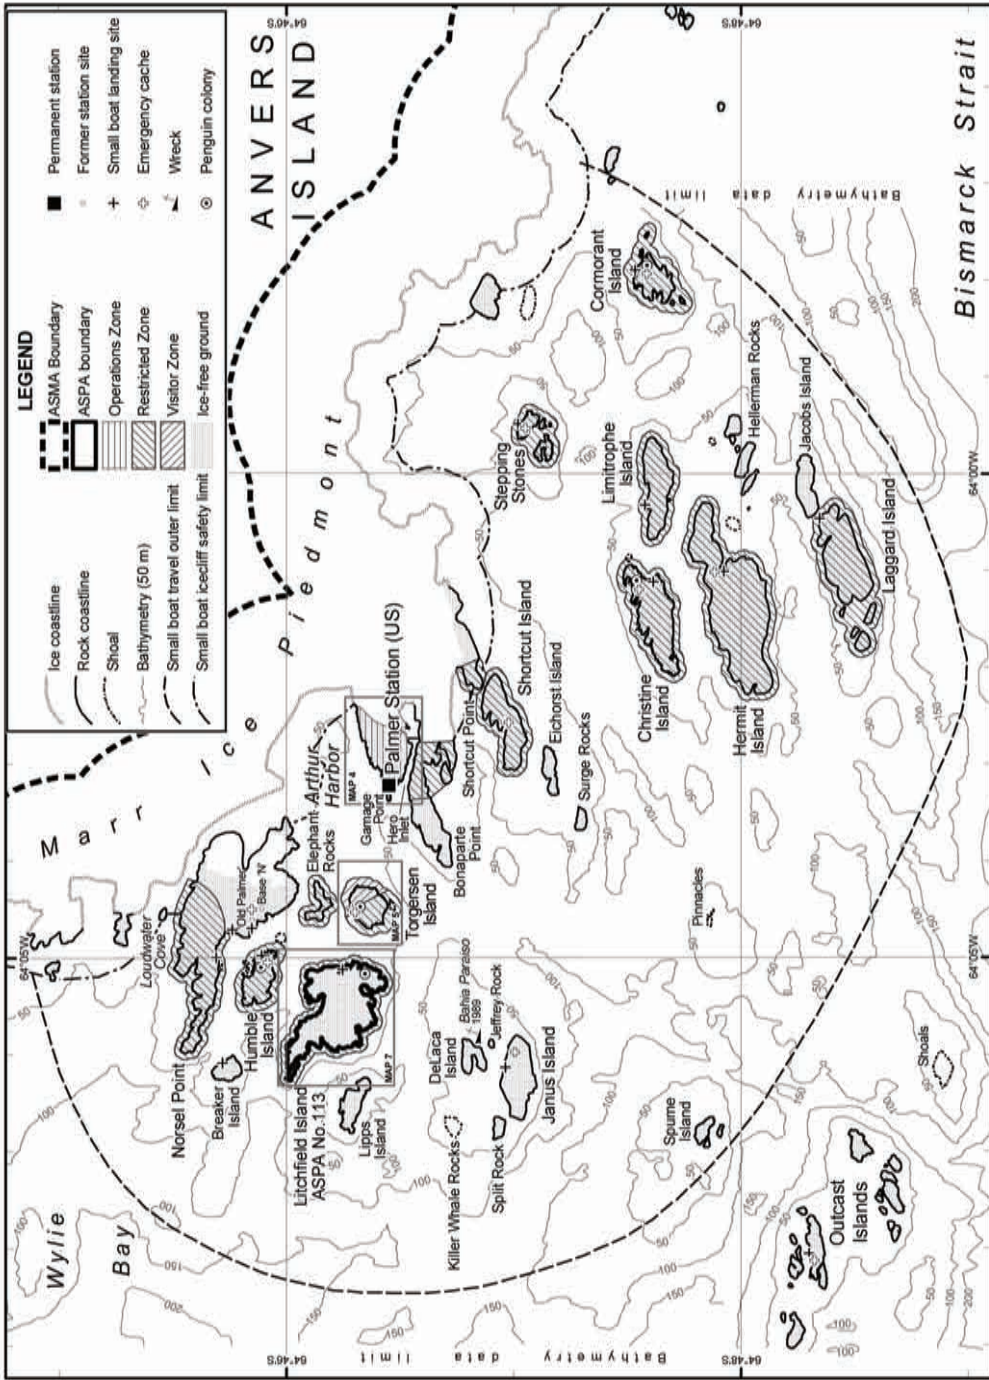 LEGEND
Ice coastline
Rock coastline
Shoal
Bathymetry (50 m)
Small boat travel outer limit
Small boat icecliff safety limit
ASMA Boundary
ASPA boundary
Operations Zone
Restricted Zone
Visitor Zone
Ice-free ground
Permanent station
Former station site
Small boat landing site
Emergency cache
Wreck
Penguin colony
ANVERS
ISLAND
Marr Ice Piedmont
Wylie
Bay
Loudwater
Cove
Norsel Point
Old Palmer
Base 'N'
Breaker
Island
Humble
Island
Elephant
Rocks
Arthur
Harbor
Litchfield Island
ASPA No.113
MAP 7
Lipps
Island
MAP 5
Torgersen
Island
MAP 4
Gamage
Point
Palmer Station (US)
Hero
Inlet
Bonaparte
Point
Shortcut Point
Shortcut Island
Stepping
Stones
Cormorant
Island
DeLaca
Island
Bahia Paraiso
1989
Jeffrey Rock
Killer Whale Rocks
Split Rock
Janus Island
Eichorst Island
Surge Rocks
Limitrophe
Island
Christine
Island
Hermit
Island
Hellerman Rocks
Jacobs Island
Laggard Island
Pinnacles
Spume
Island
Shoals
Outcast
Islands
Bismarck Strait
Bathymetry data limit
Bathymetry data limit
64°46'S
64°46'S
64°48'S
64°48'S
64°05'W
64°05'W
64°00'W